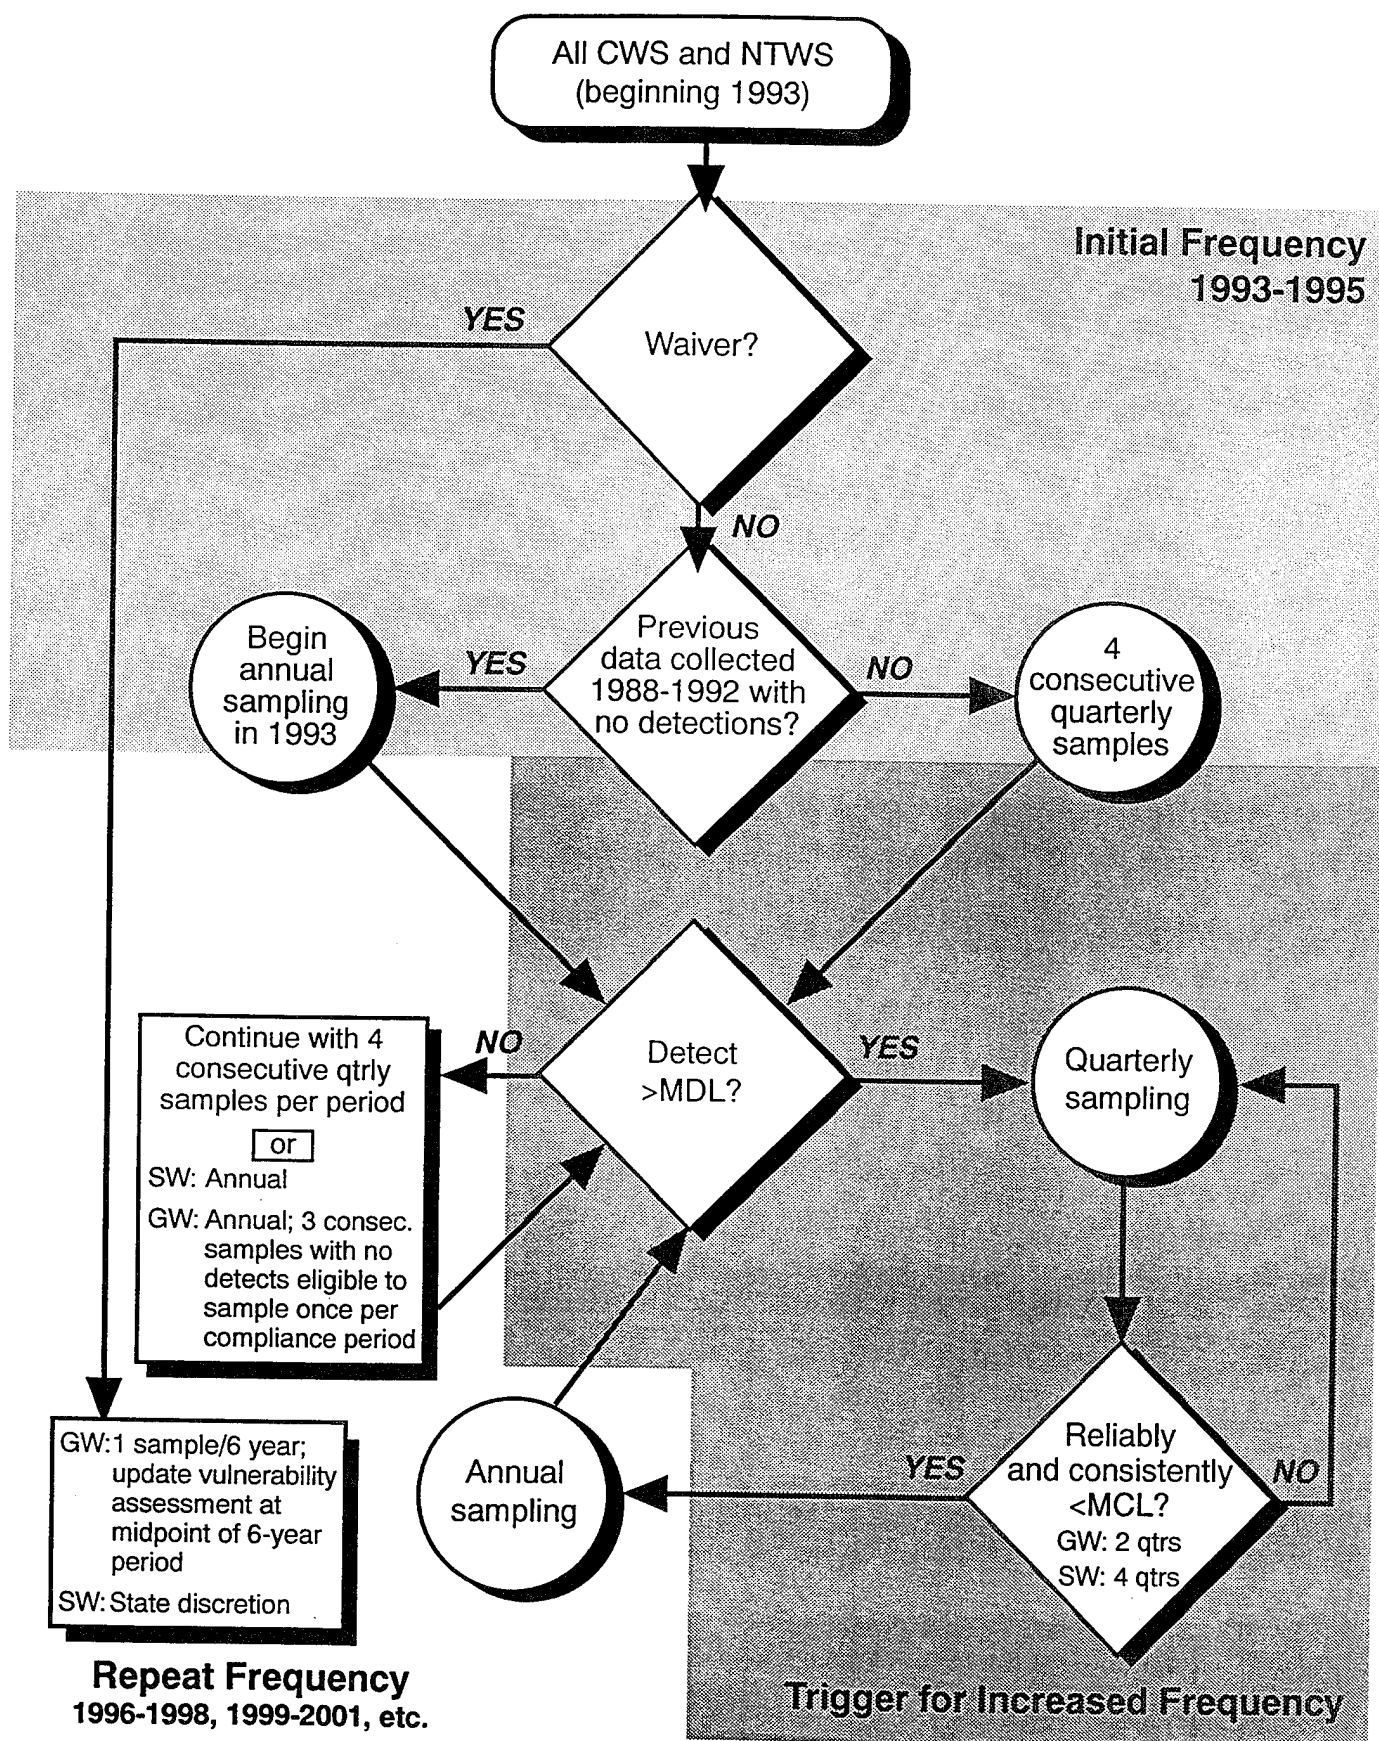 All CWS and NTWS
(beginning 1993)
Initial Frequency
1993-1995
YES
Waiver?
NO
Begin
annual
sampling
in 1993
YES
Previous
data collected
1988-1992 with
no detections?
NO
4
consecutive
quarterly
samples
Continue with 4
consecutive qtrly
samples per period
or
SW: Annual
GW: Annual; 3 consec.
samples with no
detects eligible to
sample once per
compliance period
NO
Detect
>MDL?
YES
Quarterly
sampling
GW:1 sample/6 year;
update vulnerability
assessment at
midpoint of 6-year
period
SW: State discretion
Annual
sampling
YES
Reliably
and consistently
<MCL?
GW: 2 qtrs
SW: 4 qtrs
NO
Repeat Frequency
1996-1998, 1999-2001, etc.
Trigger for Increased Frequency